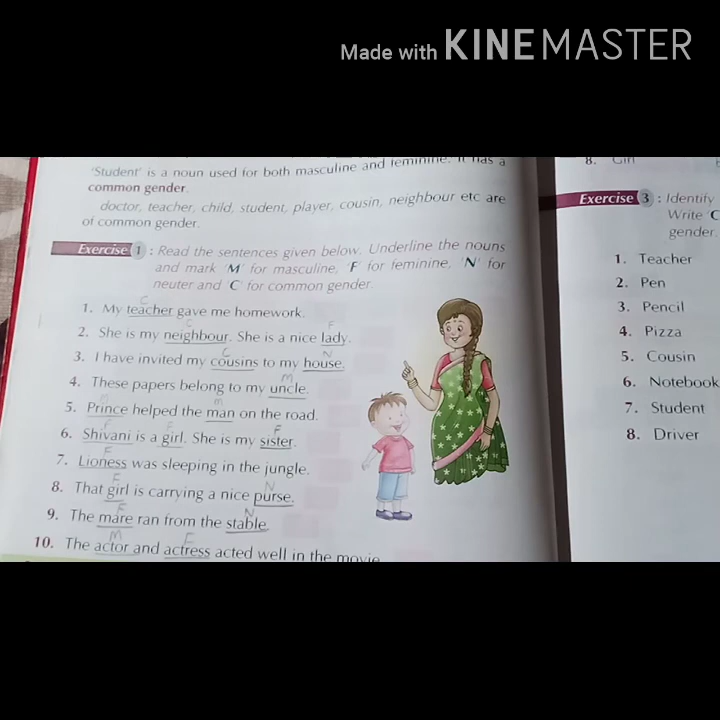 Made with KINEMASTER
'Student' is a noun used for both masculine and feminine. It has a
common gender.
doctor, teacher, child, student, player, cousin, neighbour etc are
of common gender.
Exercise 1 : Read the sentences given below. Underline the nouns
and mark 'M' for masculine, 'F' for feminine, 'N' for
neuter and 'C' for common gender.
C
1. My teacher gave me homework.
C F
2. She is my neighbour. She is a nice lady.
C N
3. I have invited my cousins to my house.
M
4. These papers belong to my uncle.
M m
5. Prince helped the man on the road.
F F F
6. Shivani is a girl. She is my sister.
F
7. Lioness was sleeping in the jungle.
F N
8. That girl is carrying a nice purse.
F N
9. The mare ran from the stable.
M F
10. The actor and actress acted well in the movie
8. Girl
Exercise 3 : Identify
Write 'C
gender.
1. Teacher
2. Pen
3. Pencil
4. Pizza
5. Cousin
6. Notebook
7. Student
8. Driver